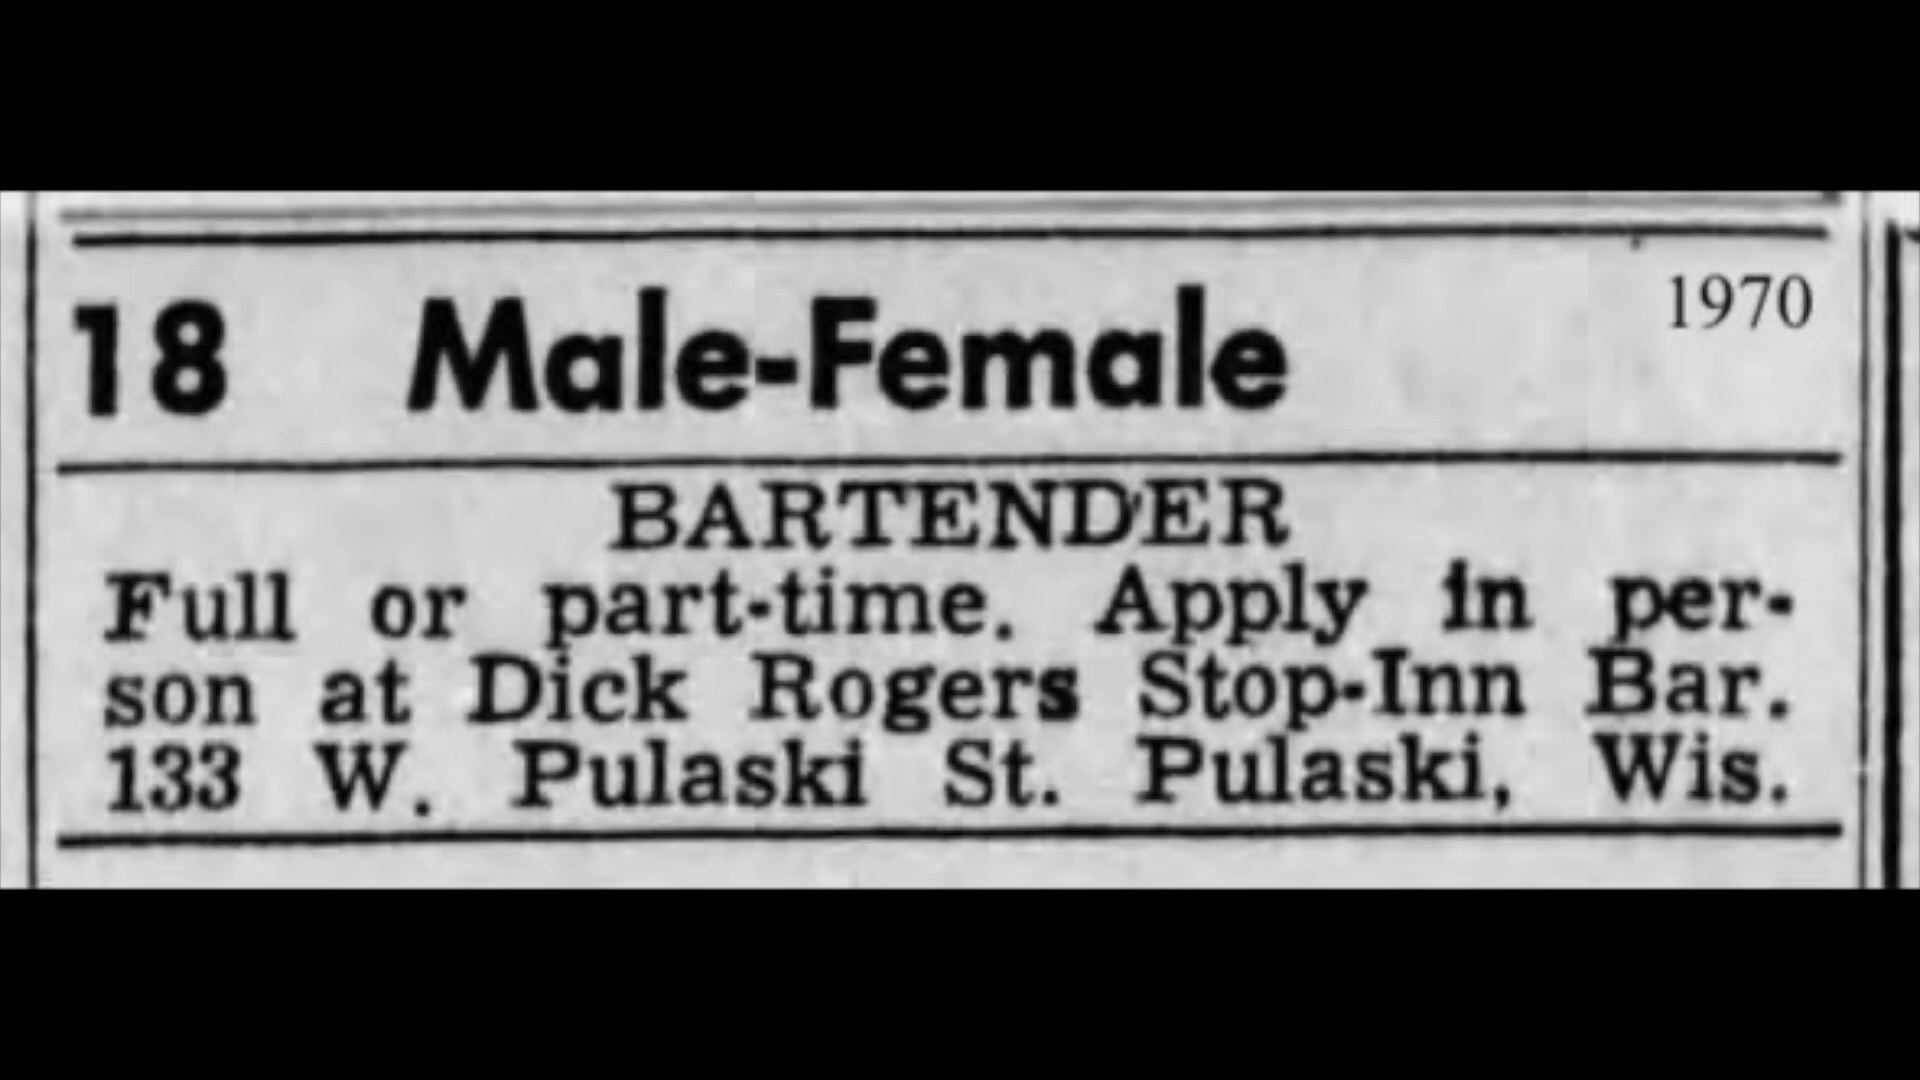 1970
18 Male-Female
BARTENDER
Full or part-time. Apply in per-
son at Dick Rogers Stop-Inn Bar.
133 W. Pulaski St. Pulaski, Wis.